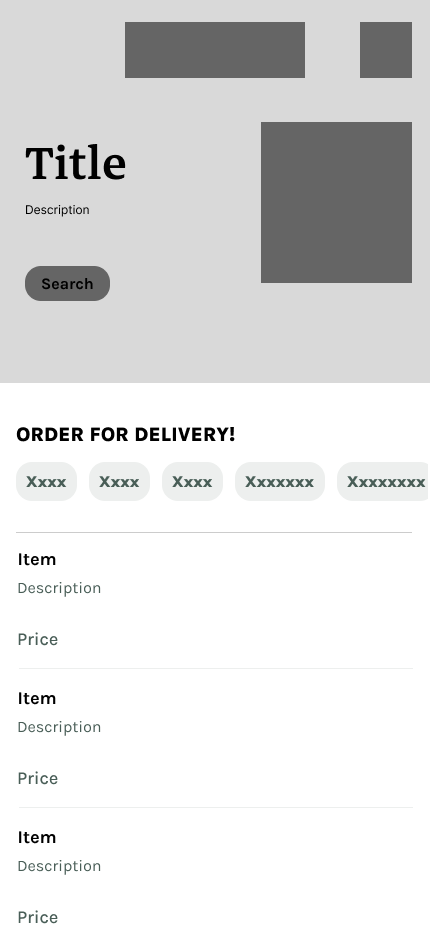 Title
Description
Search
ORDER FOR DELIVERY!
Xxxx Xxxx Xxxx Xxxxxxx Xxxxxxxx
Item
Description
Price
Item
Description
Price
Item
Description
Price